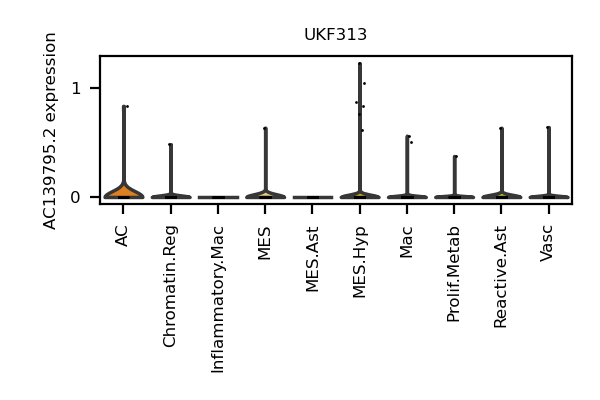 UKF313
AC139795.2 expression
1
0
AC
Chromatin.Reg
Inflammatory.Mac
MES
MES.Ast
MES.Hyp
Mac
Prolif.Metab
Reactive.Ast
Vasc